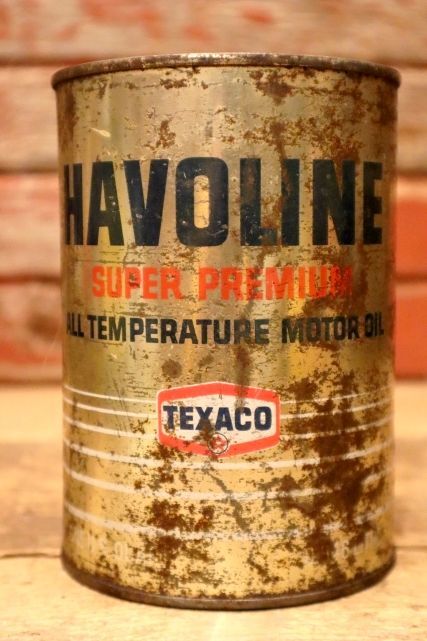 HAVOLINE
SUPER PREMIUM
ALL TEMPERATURE MOTOR OIL
TEXACO